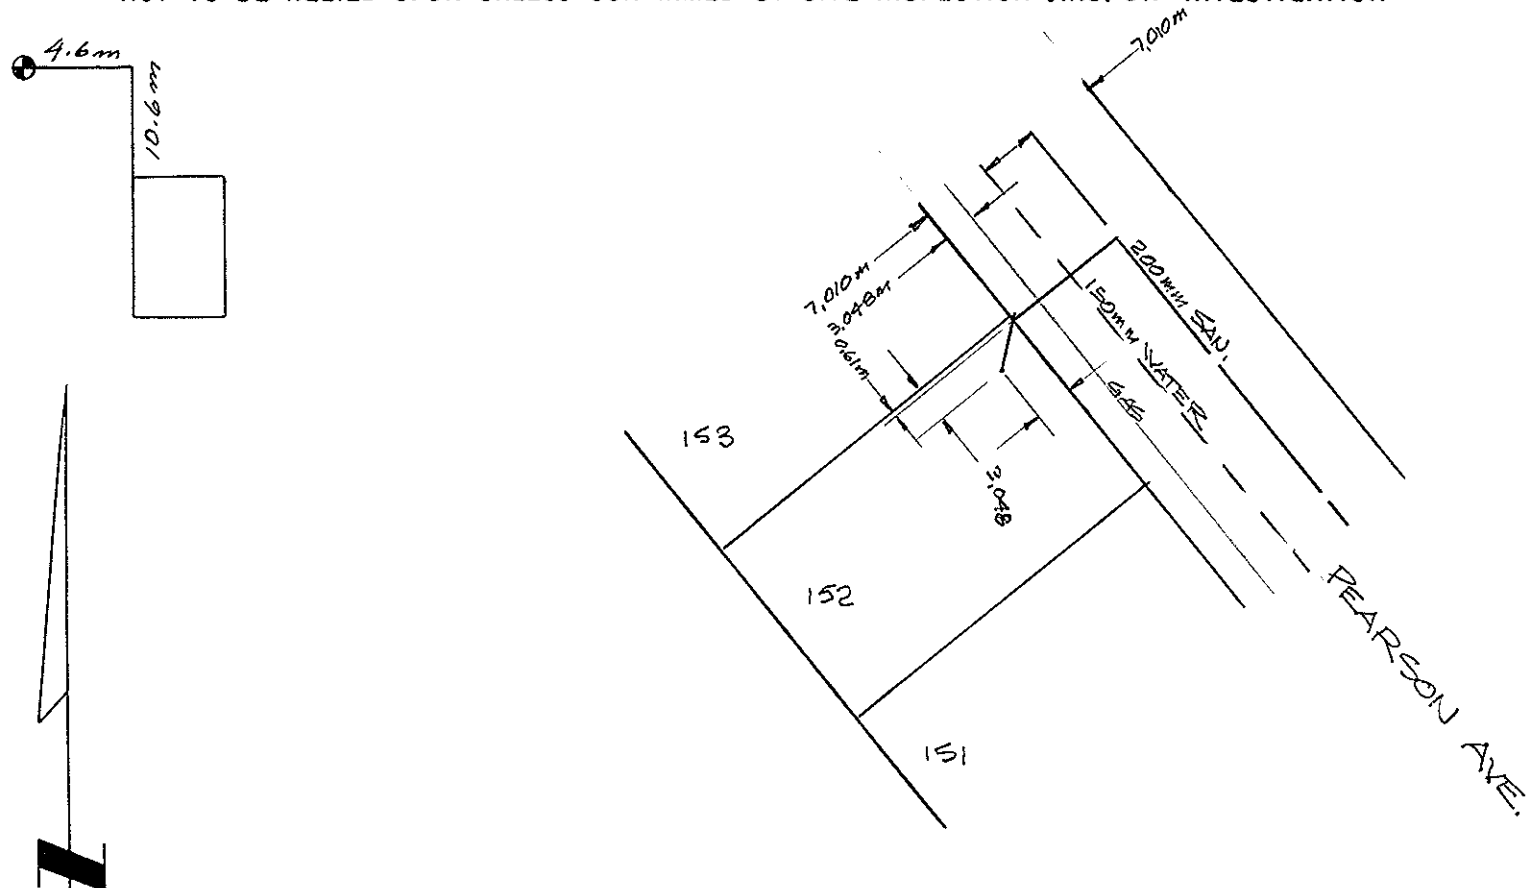 4.6m
10.6m
7,010m
7,010m
3,048m
0.61m
200mm SAN.
150mm WATER
GAS
153
3,048
152
151
PEARSON AVE.